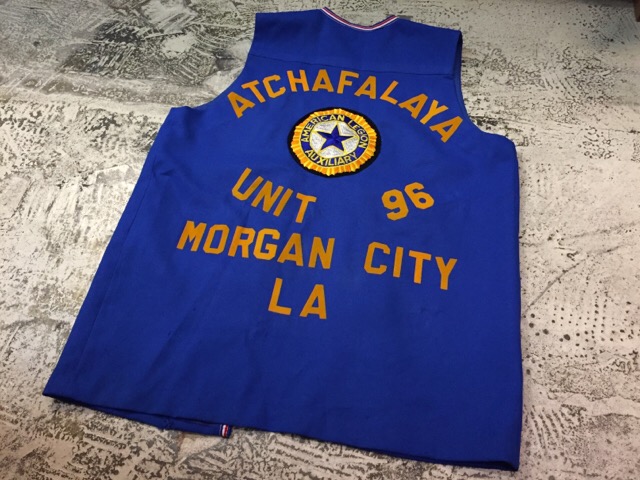 ATCHAFALAYA
AMERICAN LEGION
AUXILIARY
UNIT 96
MORGAN CITY
LA